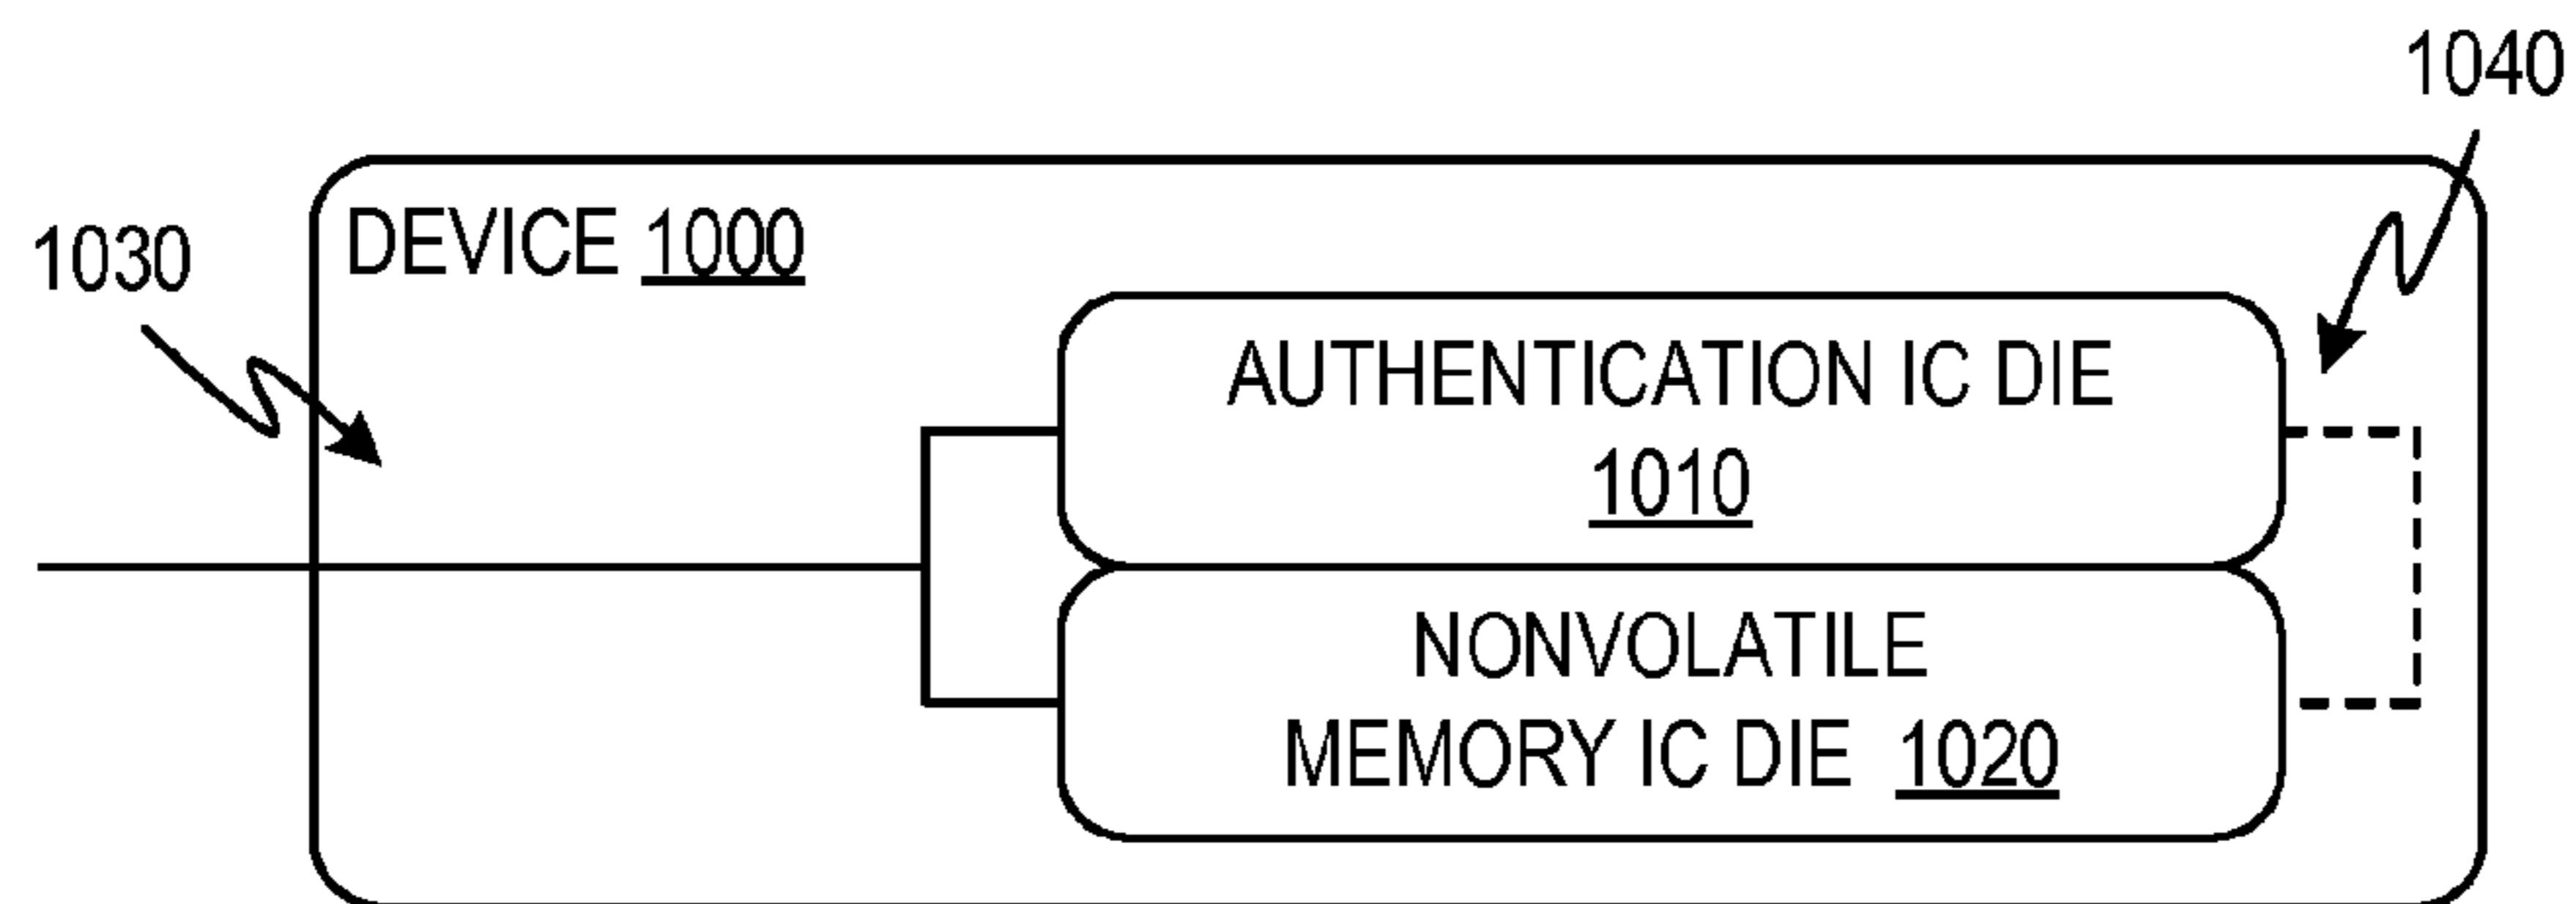 1040
DEVICE 1000
1030
AUTHENTICATION IC DIE
1010
NONVOLATILE
MEMORY IC DIE 1020